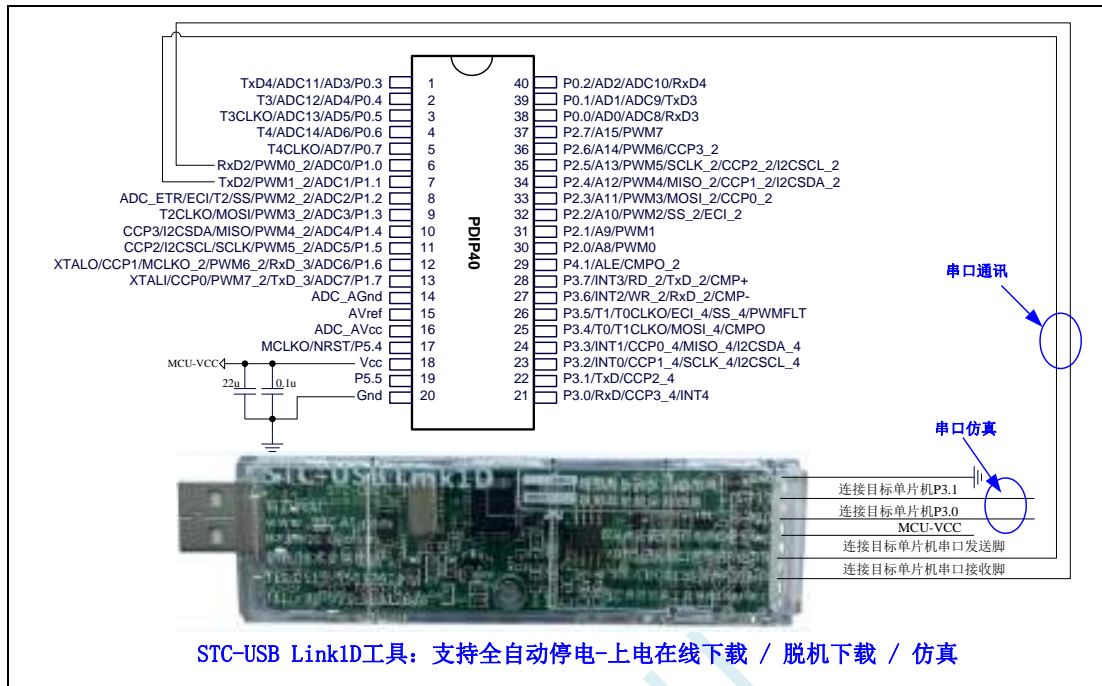 TxD4/ADC11/AD3/P0.3 1 40 P0.2/AD2/ADC10/RxD4
T3/ADC12/AD4/P0.4 2 39 P0.1/AD1/ADC9/TxD3
T3CLKO/ADC13/AD5/P0.5 3 38 P0.0/AD0/ADC8/RxD3
T4/ADC14/AD6/P0.6 4 37 P2.7/A15/PWM7
T4CLKO/AD7/P0.7 5 36 P2.6/A14/PWM6/CCP3_2
RxD2/PWM0_2/ADC0/P1.0 6 35 P2.5/A13/PWM5/SCLK_2/CCP2_2/I2CSCL_2
TxD2/PWM1_2/ADC1/P1.1 7 34 P2.4/A12/PWM4/MISO_2/CCP1_2/I2CSDA_2
ADC_ETR/ECI/T2/SS/PWM2_2/ADC2/P1.2 8 33 P2.3/A11/PWM3/MOSI_2/CCP0_2
T2CLKO/MOSI/PWM3_2/ADC3/P1.3 9 32 P2.2/A10/PWM2/SS_2/ECI_2
CCP3/I2CSDA/MISO/PWM4_2/ADC4/P1.4 10 31 P2.1/A9/PWM1
CCP2/I2CSCL/SCLK/PWM5_2/ADC5/P1.5 11 30 P2.0/A8/PWM0
XTALO/CCP1/MCLKO_2/PWM6_2/RxD_3/ADC6/P1.6 12 29 P4.1/ALE/CMPO_2
XTALI/CCP0/PWM7_2/TxD_3/ADC7/P1.7 13 28 P3.7/INT3/RD_2/TxD_2/CMP+
ADC_AGnd 14 27 P3.6/INT2/WR_2/RxD_2/CMP-
AVref 15 26 P3.5/T1/T0CLKO/ECI_4/SS_4/PWMFLT
ADC_AVcc 16 25 P3.4/T0/T1CLKO/MOSI_4/CMPO
MCLKO/NRST/P5.4 17 24 P3.3/INT1/CCP0_4/MISO_4/I2CSDA_4
MCU-VCC Vcc 18 23 P3.2/INT0/CCP1_4/SCLK_4/I2CSCL_4
22u 0.1u P5.5 19 22 P3.1/TxD/CCP2_4
Gnd 20 21 P3.0/RxD/CCP3_4/INT4
PDIP40
串口通讯
串口仿真
STC-USB Link1D
连接目标单片机P3.1
连接目标单片机P3.0
MCU-VCC
连接目标单片机串口发送脚
连接目标单片机串口接收脚
STC-USB Link1D工具：支持全自动停电-上电在线下载 / 脱机下载 / 仿真